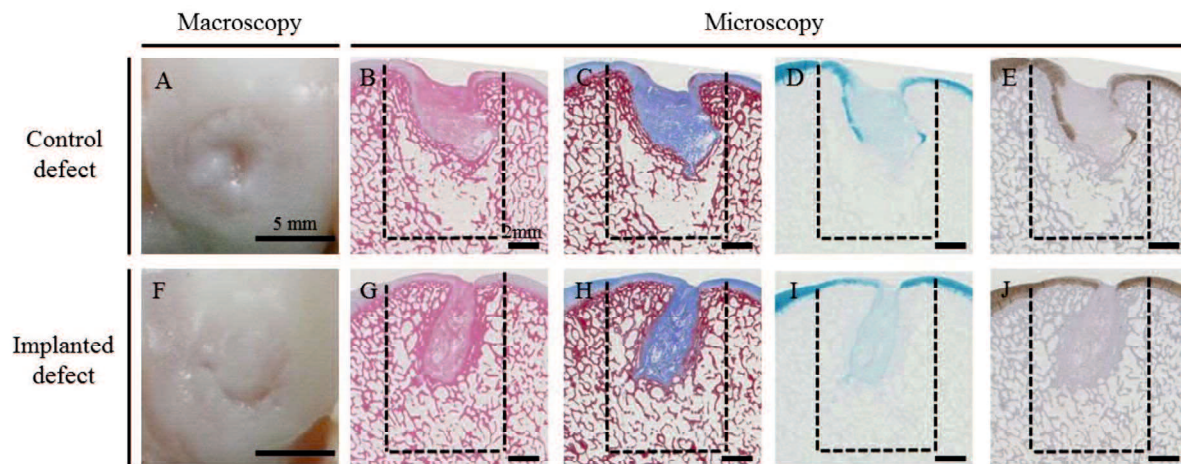 Macroscopy
Microscopy
Control
defect
A
B
C
D
E
5 mm
2mm
Implanted
defect
F
G
H
I
J